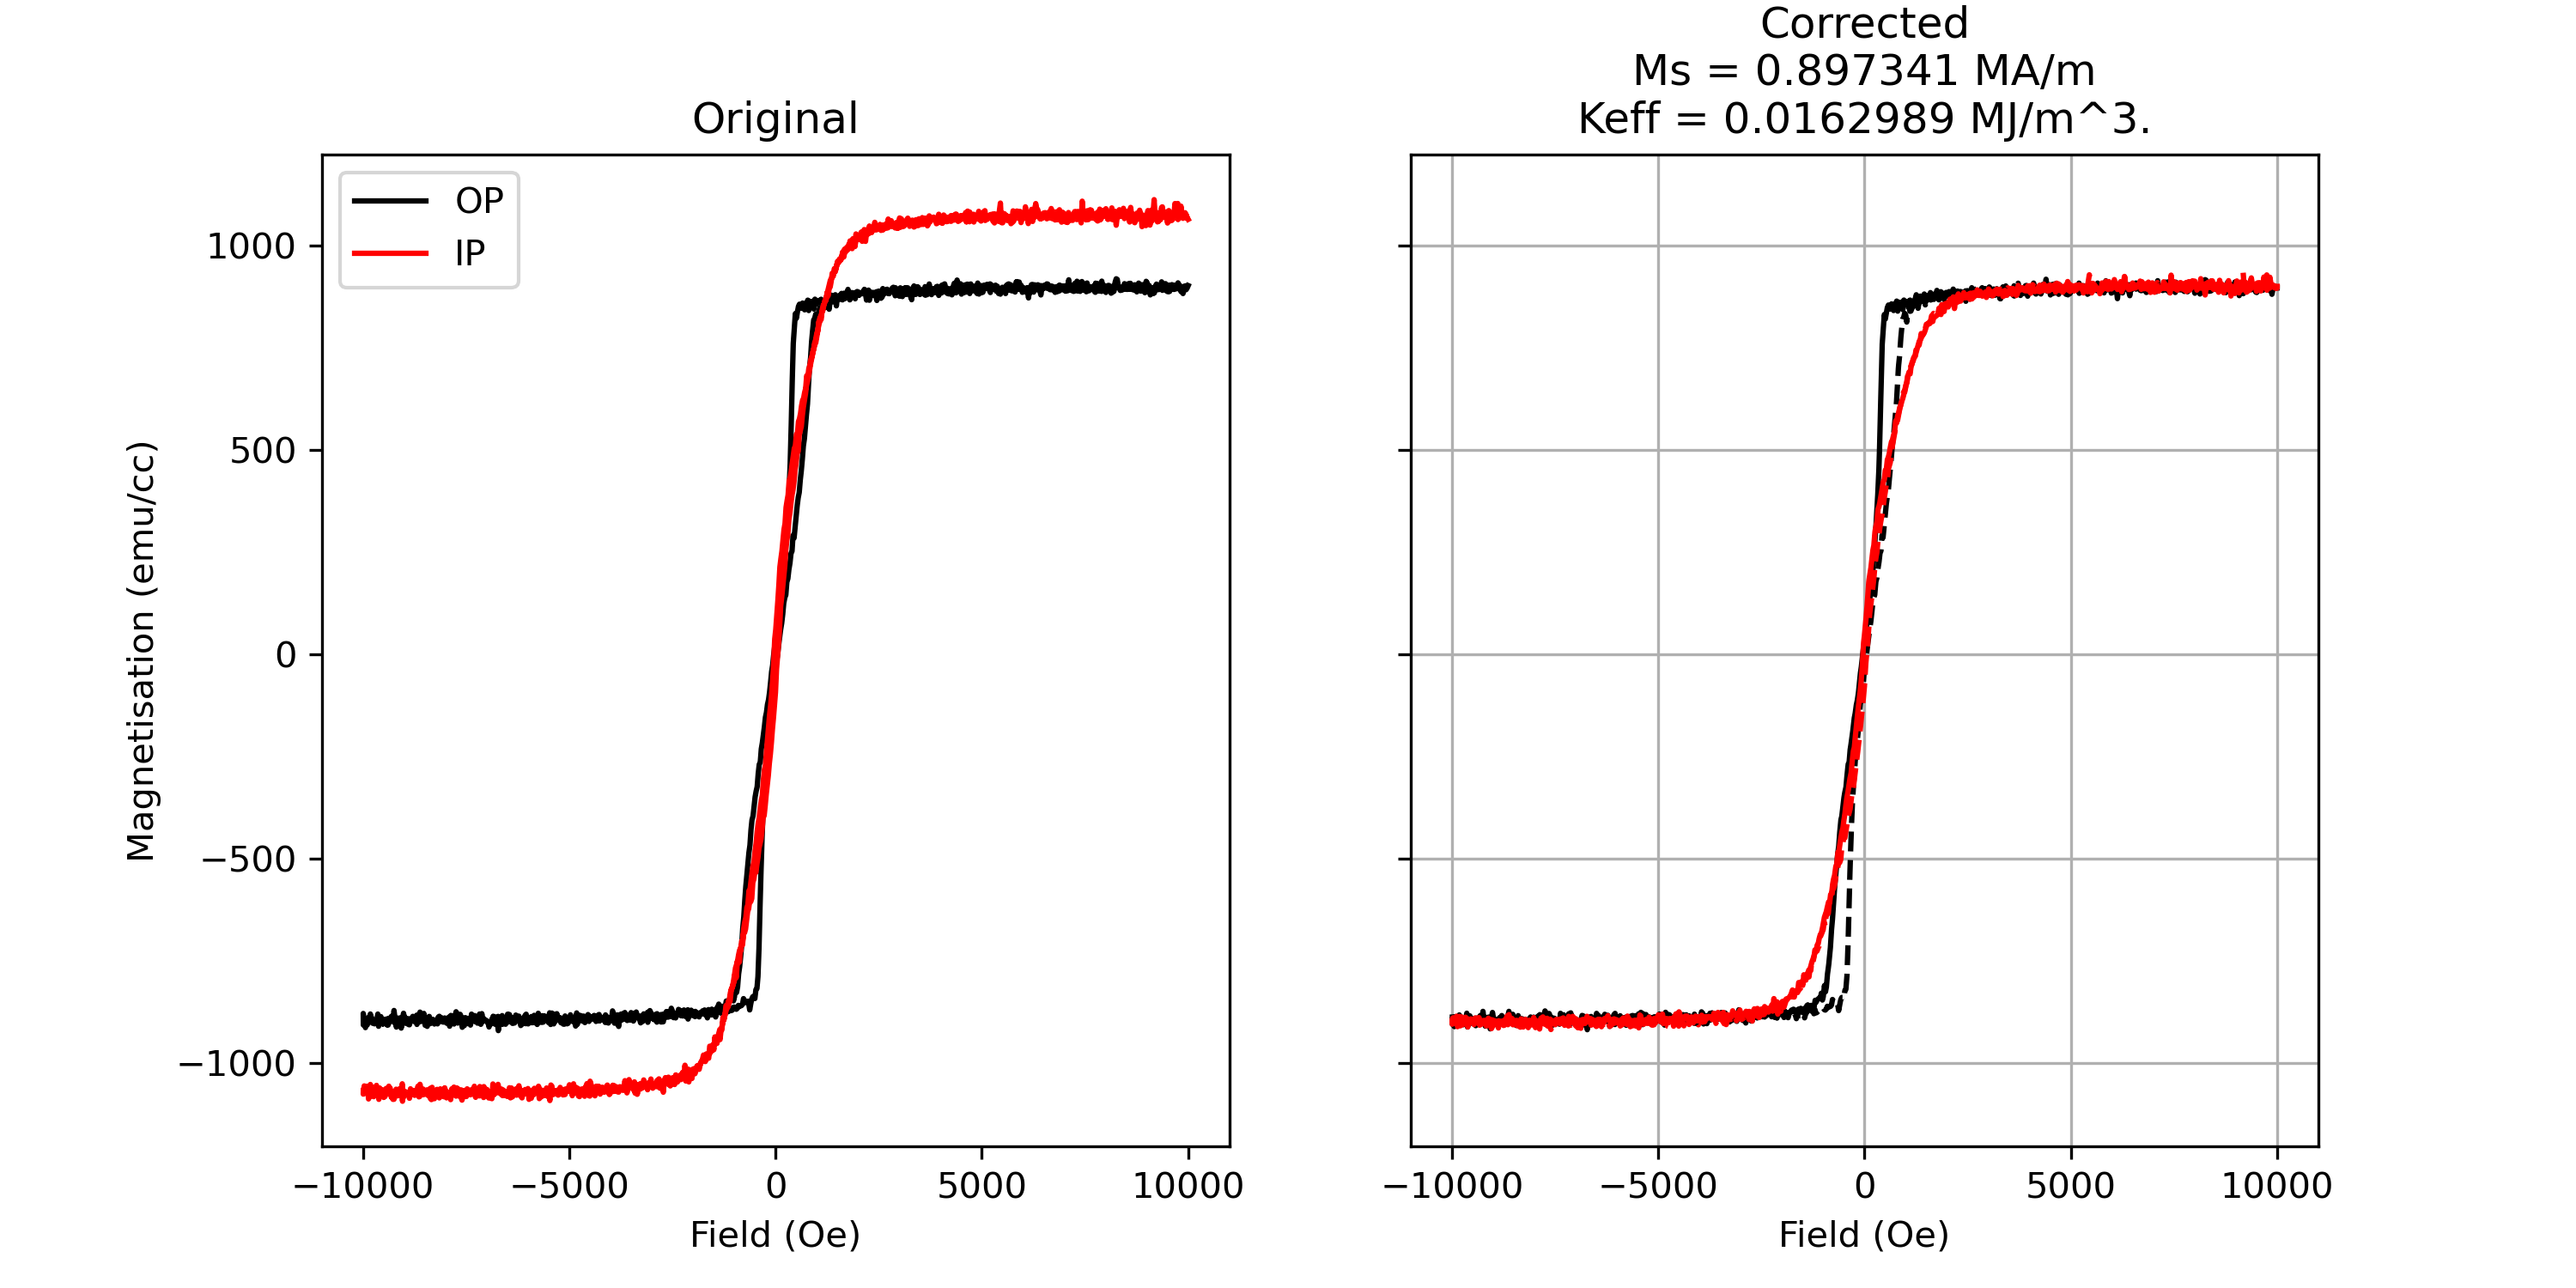 Original
OP
IP
1000
500
0
−500
−1000
Magnetisation (emu/cc)
−10000 −5000 0 5000 10000
Field (Oe)
Corrected
Ms = 0.897341 MA/m
Keff = 0.0162989 MJ/m^3.
−10000 −5000 0 5000 10000
Field (Oe)